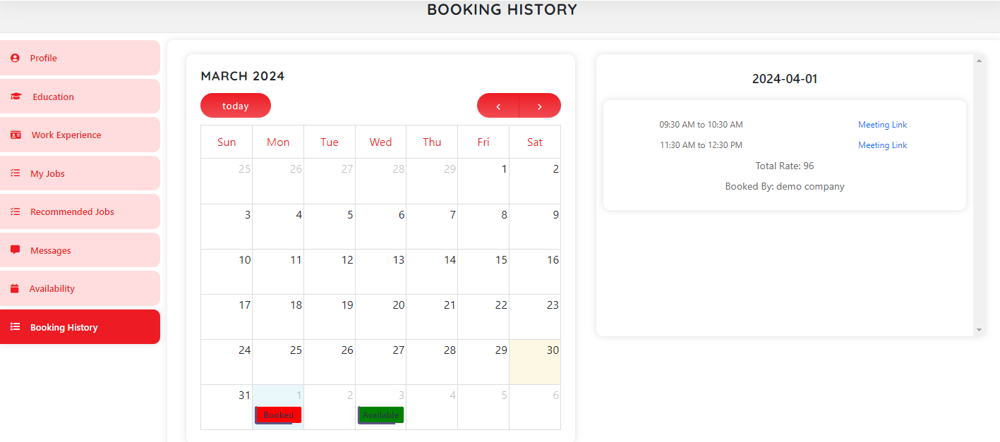 BOOKING HISTORY
Profile
Education
Work Experience
My Jobs
Recommended Jobs
Messages
Availability
Booking History
MARCH 2024
today
‹ ›
Sun Mon Tue Wed Thu Fri Sat
25 26 27 28 29 1 2
3 4 5 6 7 8 9
10 11 12 13 14 15 16
17 18 19 20 21 22 23
24 25 26 27 28 29 30
31 1 2 3 4 5 6
Booked Available
2024-04-01
09:30 AM to 10:30 AM Meeting Link
11:30 AM to 12:30 PM Meeting Link
Total Rate: 96
Booked By: demo company